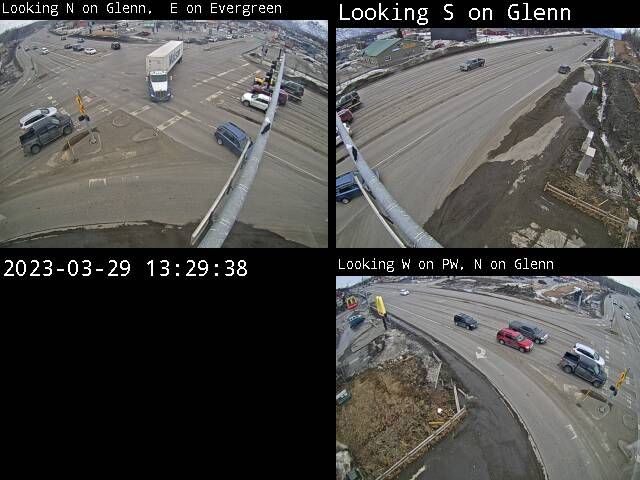 Looking N on Glenn,  E on Evergreen
Looking S on Glenn
2023-03-29 13:29:38
Looking W on PW, N on Glenn